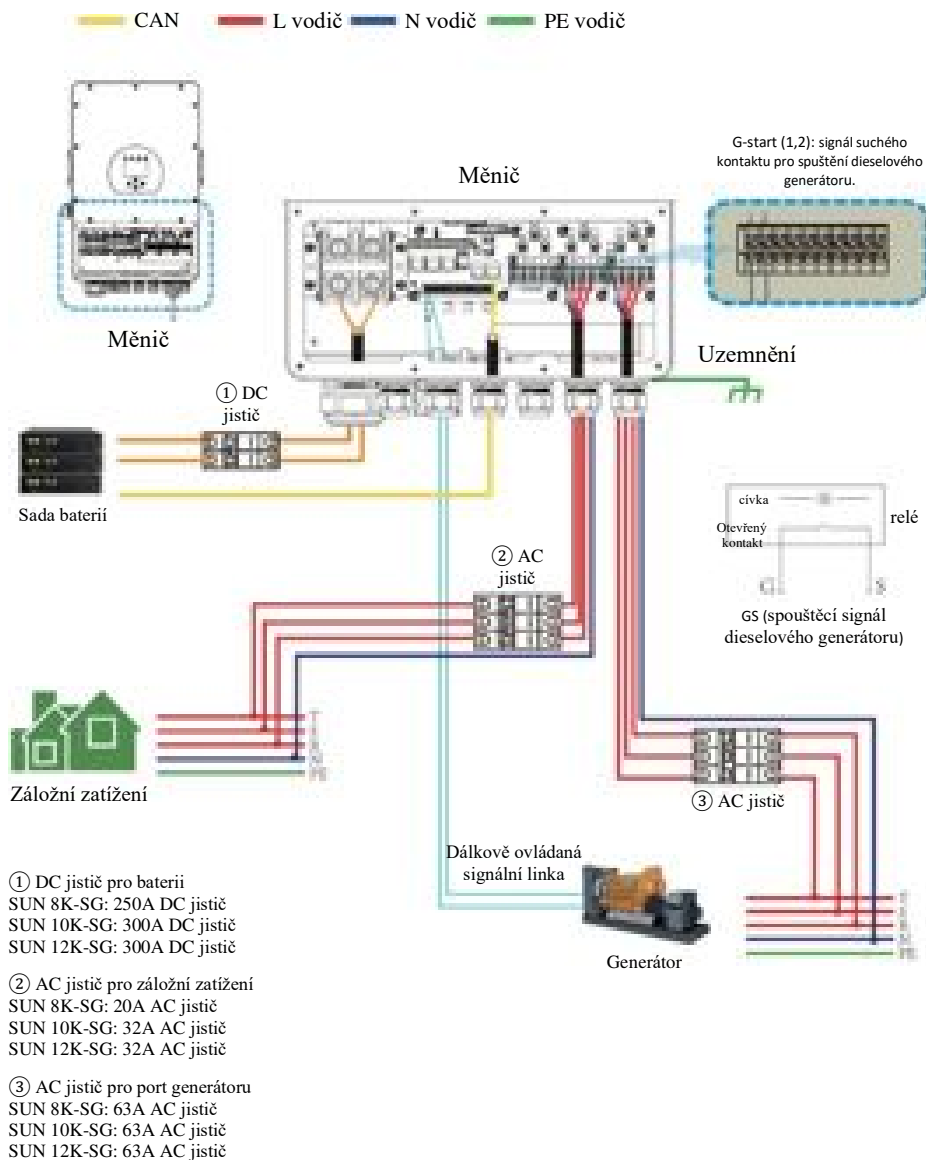 CAN L vodič N vodič PE vodič
G-start (1,2): signál suchého
kontaktu pro spuštění dieselového
generátoru.
Měnič
Měnič
Uzemnění
① DC
jistič
Sada baterií
cívka
relé
Otevřený
kontakt
G S
GS (spouštěcí signál
dieselového generátoru)
② AC
jistič
Záložní zatížení
③ AC jistič
Dálkově ovládaná
signální linka
Generátor
① DC jistič pro baterii
SUN 8K-SG: 250A DC jistič
SUN 10K-SG: 300A DC jistič
SUN 12K-SG: 300A DC jistič
② AC jistič pro záložní zatížení
SUN 8K-SG: 20A AC jistič
SUN 10K-SG: 32A AC jistič
SUN 12K-SG: 32A AC jistič
③ AC jistič pro port generátoru
SUN 8K-SG: 63A AC jistič
SUN 10K-SG: 63A AC jistič
SUN 12K-SG: 63A AC jistič